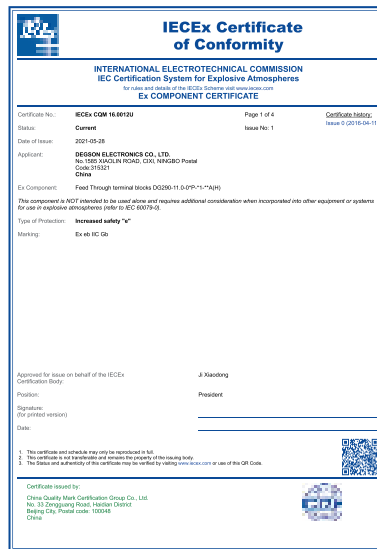 IECEx Certificate
of Conformity
INTERNATIONAL ELECTROTECHNICAL COMMISSION
IEC Certification System for Explosive Atmospheres
for rules and details of the IECEx Scheme visit www.iecex.com
Ex COMPONENT CERTIFICATE
Certificate No.: IECEx CQM 16.0012U Page 1 of 4 Certificate history:
Issue 0 (2016-04-11
Status: Current Issue No: 1
Date of Issue: 2021-05-28
Applicant: DEGSON ELECTRONICS CO., LTD.
No.1585 XIAOLIN ROAD, CIXI, NINGBO Postal
Code:315321
China
Ex Component: Feed Through terminal blocks DG290-11.0-0*P-*1-**A(H)
This component is NOT intended to be used alone and requires additional consideration when incorporated into other equipment or systems
for use in explosive atmospheres (refer to IEC 60079-0).
Type of Protection: Increased safety "e"
Marking: Ex eb IIC Gb
Approved for issue on behalf of the IECEx Ji Xiaodong
Certification Body:
Position: President
Signature:
(for printed version)
Date:
1. This certificate and schedule may only be reproduced in full.
2. This certificate is not transferable and remains the property of the issuing body.
3. The Status and authenticity of this certificate may be verified by visiting www.iecex.com or use of this QR Code.
Certificate issued by:
China Quality Mark Certification Group Co., Ltd.
No. 33 Zengguang Road, Haidian District
Beijing City, Postal code: 100048
China